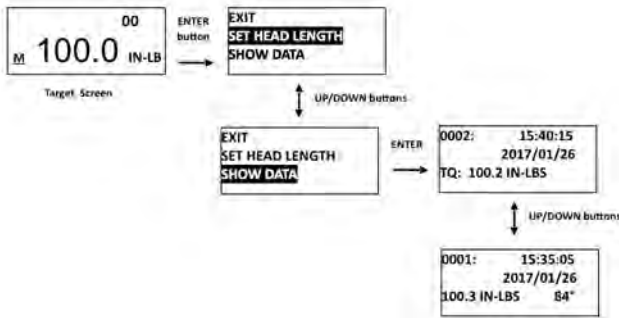 00
M 100.0 IN-LB
Target Screen
ENTER
button
EXIT
SET HEAD LENGTH
SHOW DATA
UP/DOWN buttons
EXIT
SET HEAD LENGTH
SHOW DATA
ENTER
0002: 15:40:15
2017/01/26
TQ: 100.2 IN-LBS
UP/DOWN buttons
0001: 15:35:05
2017/01/26
100.3 IN-LBS 84°